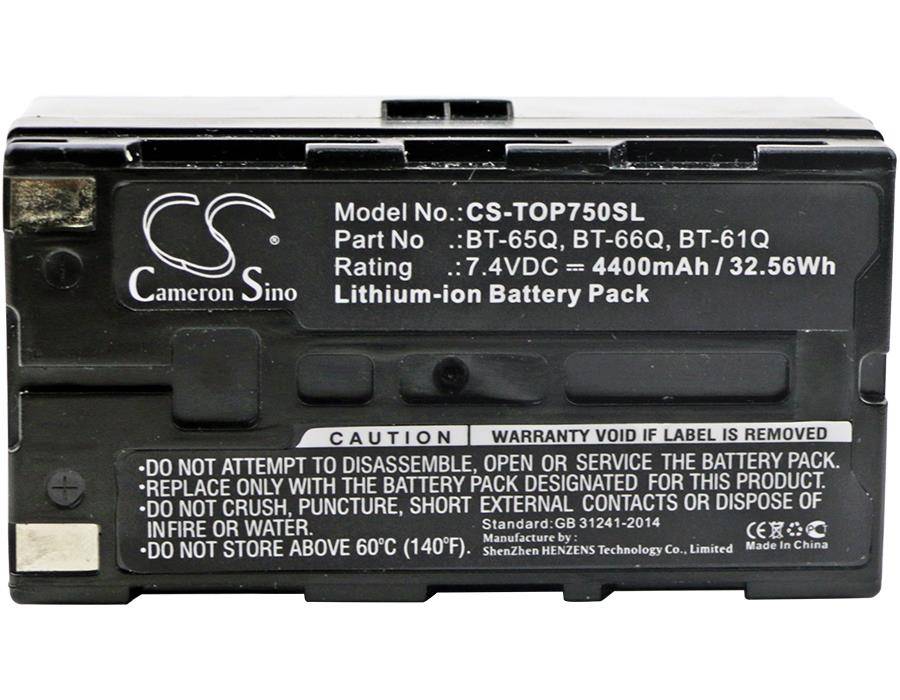 CS®
Cameron Sino
Model No.: CS-TOP750SL
Part No : BT-65Q, BT-66Q, BT-61Q
Rating : 7.4VDC ⎓ 4400mAh / 32.56Wh
Lithium-ion Battery Pack
CAUTION WARRANTY VOID IF LABEL IS REMOVED
•DO NOT ATTEMPT TO DISASSEMBLE, OPEN OR SERVICE THE BATTERY PACK.
•REPLACE ONLY WITH THE BATTERY PACK DESIGNATED FOR THIS PRODUCT.
•DO NOT CRUSH, PUNCTURE, SHORT EXTERNAL CONTACTS OR DISPOSE
INFIRE OR WATER.
•DO NOT STORE ABOVE 60°C (140°F).
Standard: GB 31241-2014
Manufacture by :
ShenZhen HENZENS Technology Co., Limited
CE
Made In China